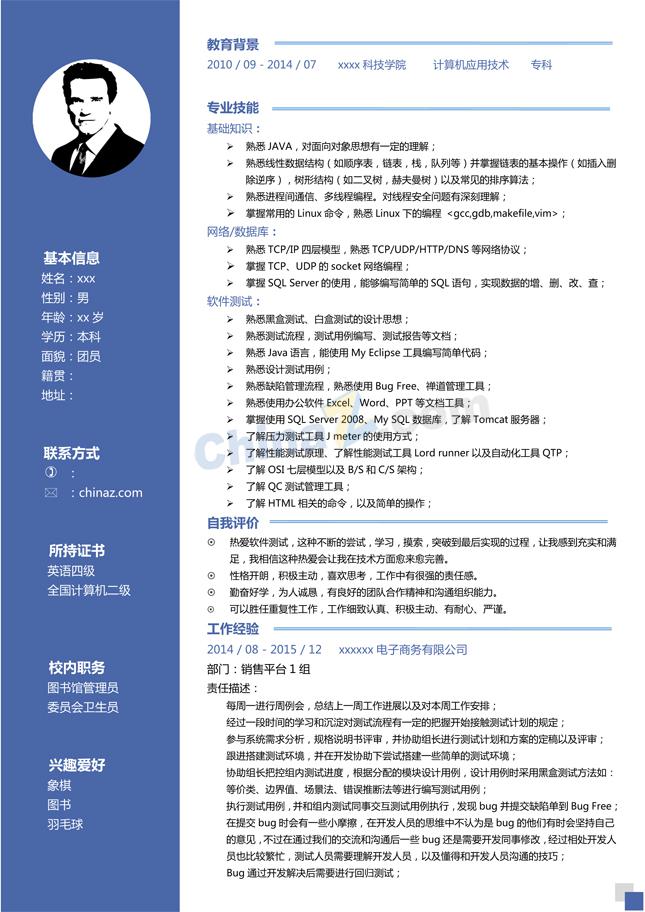 基本信息
姓名：xxx
性别：男
年龄：xx 岁
学历：本科
面貌：团员
籍贯：
地址：
联系方式
：
：chinaz.com
所持证书
英语四级
全国计算机二级
校内职务
图书馆管理员
委员会卫生员
兴趣爱好
象棋
图书
羽毛球
教育背景
2010 / 09 - 2014 / 07 xxxx 科技学院 计算机应用技术 专科
专业技能
基础知识：
熟悉 JAVA，对面向对象思想有一定的理解；
熟悉线性数据结构（如顺序表，链表，栈，队列等）并掌握链表的基本操作（如插入删
除逆序），树形结构（如二叉树，赫夫曼树）以及常见的排序算法；
熟悉进程间通信、多线程编程。对线程安全问题有深刻理解；
掌握常用的 Linux 命令，熟悉 Linux 下的编程 <gcc,gdb,makefile,vim>；
网络/数据库：
熟悉 TCP/IP 四层模型，熟悉 TCP/UDP/HTTP/DNS 等网络协议；
掌握 TCP、UDP 的 socket 网络编程；
掌握 SQL Server 的使用，能够编写简单的 SQL 语句，实现数据的增、删、改、查；
软件测试：
熟悉黑盒测试、白盒测试的设计思想；
熟悉测试流程，测试用例编写、测试报告等文档；
熟悉 Java 语言，能使用 My Eclipse 工具编写简单代码；
熟悉设计测试用例；
熟悉缺陷管理流程，熟悉使用 Bug Free、禅道管理工具；
熟悉使用办公软件 Excel、Word、PPT 等文档工具；
掌握使用 SQL Server 2008、My SQL 数据库，了解 Tomcat 服务器；
了解压力测试工具 J meter 的使用方式；
了解性能测试原理、了解性能测试工具 Lord runner 以及自动化工具 QTP；
了解 OSI 七层模型以及 B/S 和 C/S 架构；
了解 QC 测试管理工具；
了解 HTML 相关的命令，以及简单的操作；
自我评价
热爱软件测试，这种不断的尝试，学习，摸索，突破到最后实现的过程，让我感到充实和满
足，我相信这种热爱会让我在技术方面愈来愈完善。
性格开朗，积极主动，喜欢思考，工作中有很强的责任感。
勤奋好学，为人诚恳，有良好的团队合作精神和沟通组织能力。
可以胜任重复性工作，工作细致认真、积极主动、有耐心、严谨。
工作经验
2014 / 08 - 2015 / 12 xxxxxx 电子商务有限公司
部门：销售平台 1 组
责任描述：
每周一进行周例会，总结上一周工作进展以及对本周工作安排；
经过一段时间的学习和沉淀对测试流程有一定的把握开始接触测试计划的规定；
参与系统需求分析，规格说明书评审，并协助组长进行测试计划和方案的定稿以及评审；
跟进搭建测试环境，并在开发协助下尝试搭建一些简单的测试环境；
协助组长把控组内测试进度，根据分配的模块设计用例，设计用例时采用黑盒测试方法如：
等价类、边界值、场景法、错误推断法等进行编写测试用例；
执行测试用例，并和组内测试同事交互测试用例执行，发现 bug 并提交缺陷单到 Bug Free；
在提交 bug 时会有一些小摩擦，在开发人员的思维中不认为是 bug 的他们有时会坚持自己
的意见，不过在通过我们的交流和沟通后一些 bug 还是需要开发同事修改，经过相处开发人
员也比较繁忙，测试人员需要理解开发人员，以及懂得和开发人员沟通的技巧；
Bug 通过开发解决后需要进行回归测试；
ChinaZ.com